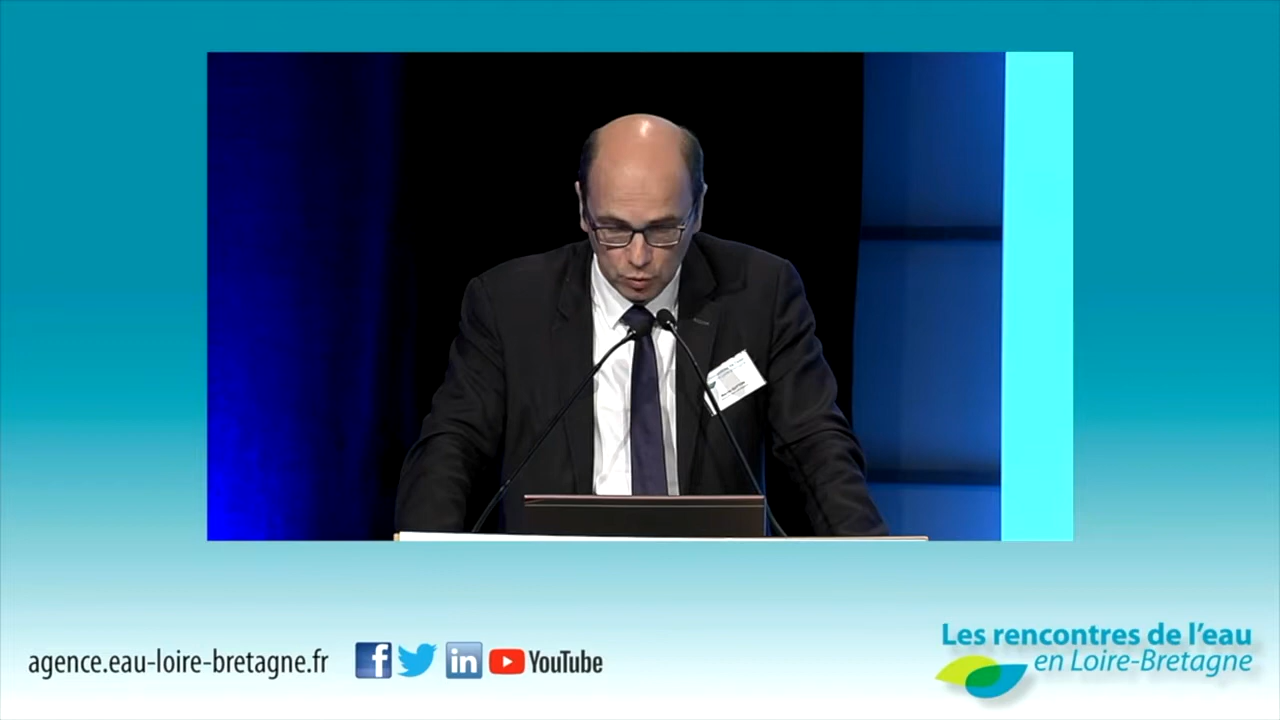 agence.eau-loire-bretagne.fr
YouTube
Les rencontres de l'eau
en Loire-Bretagne